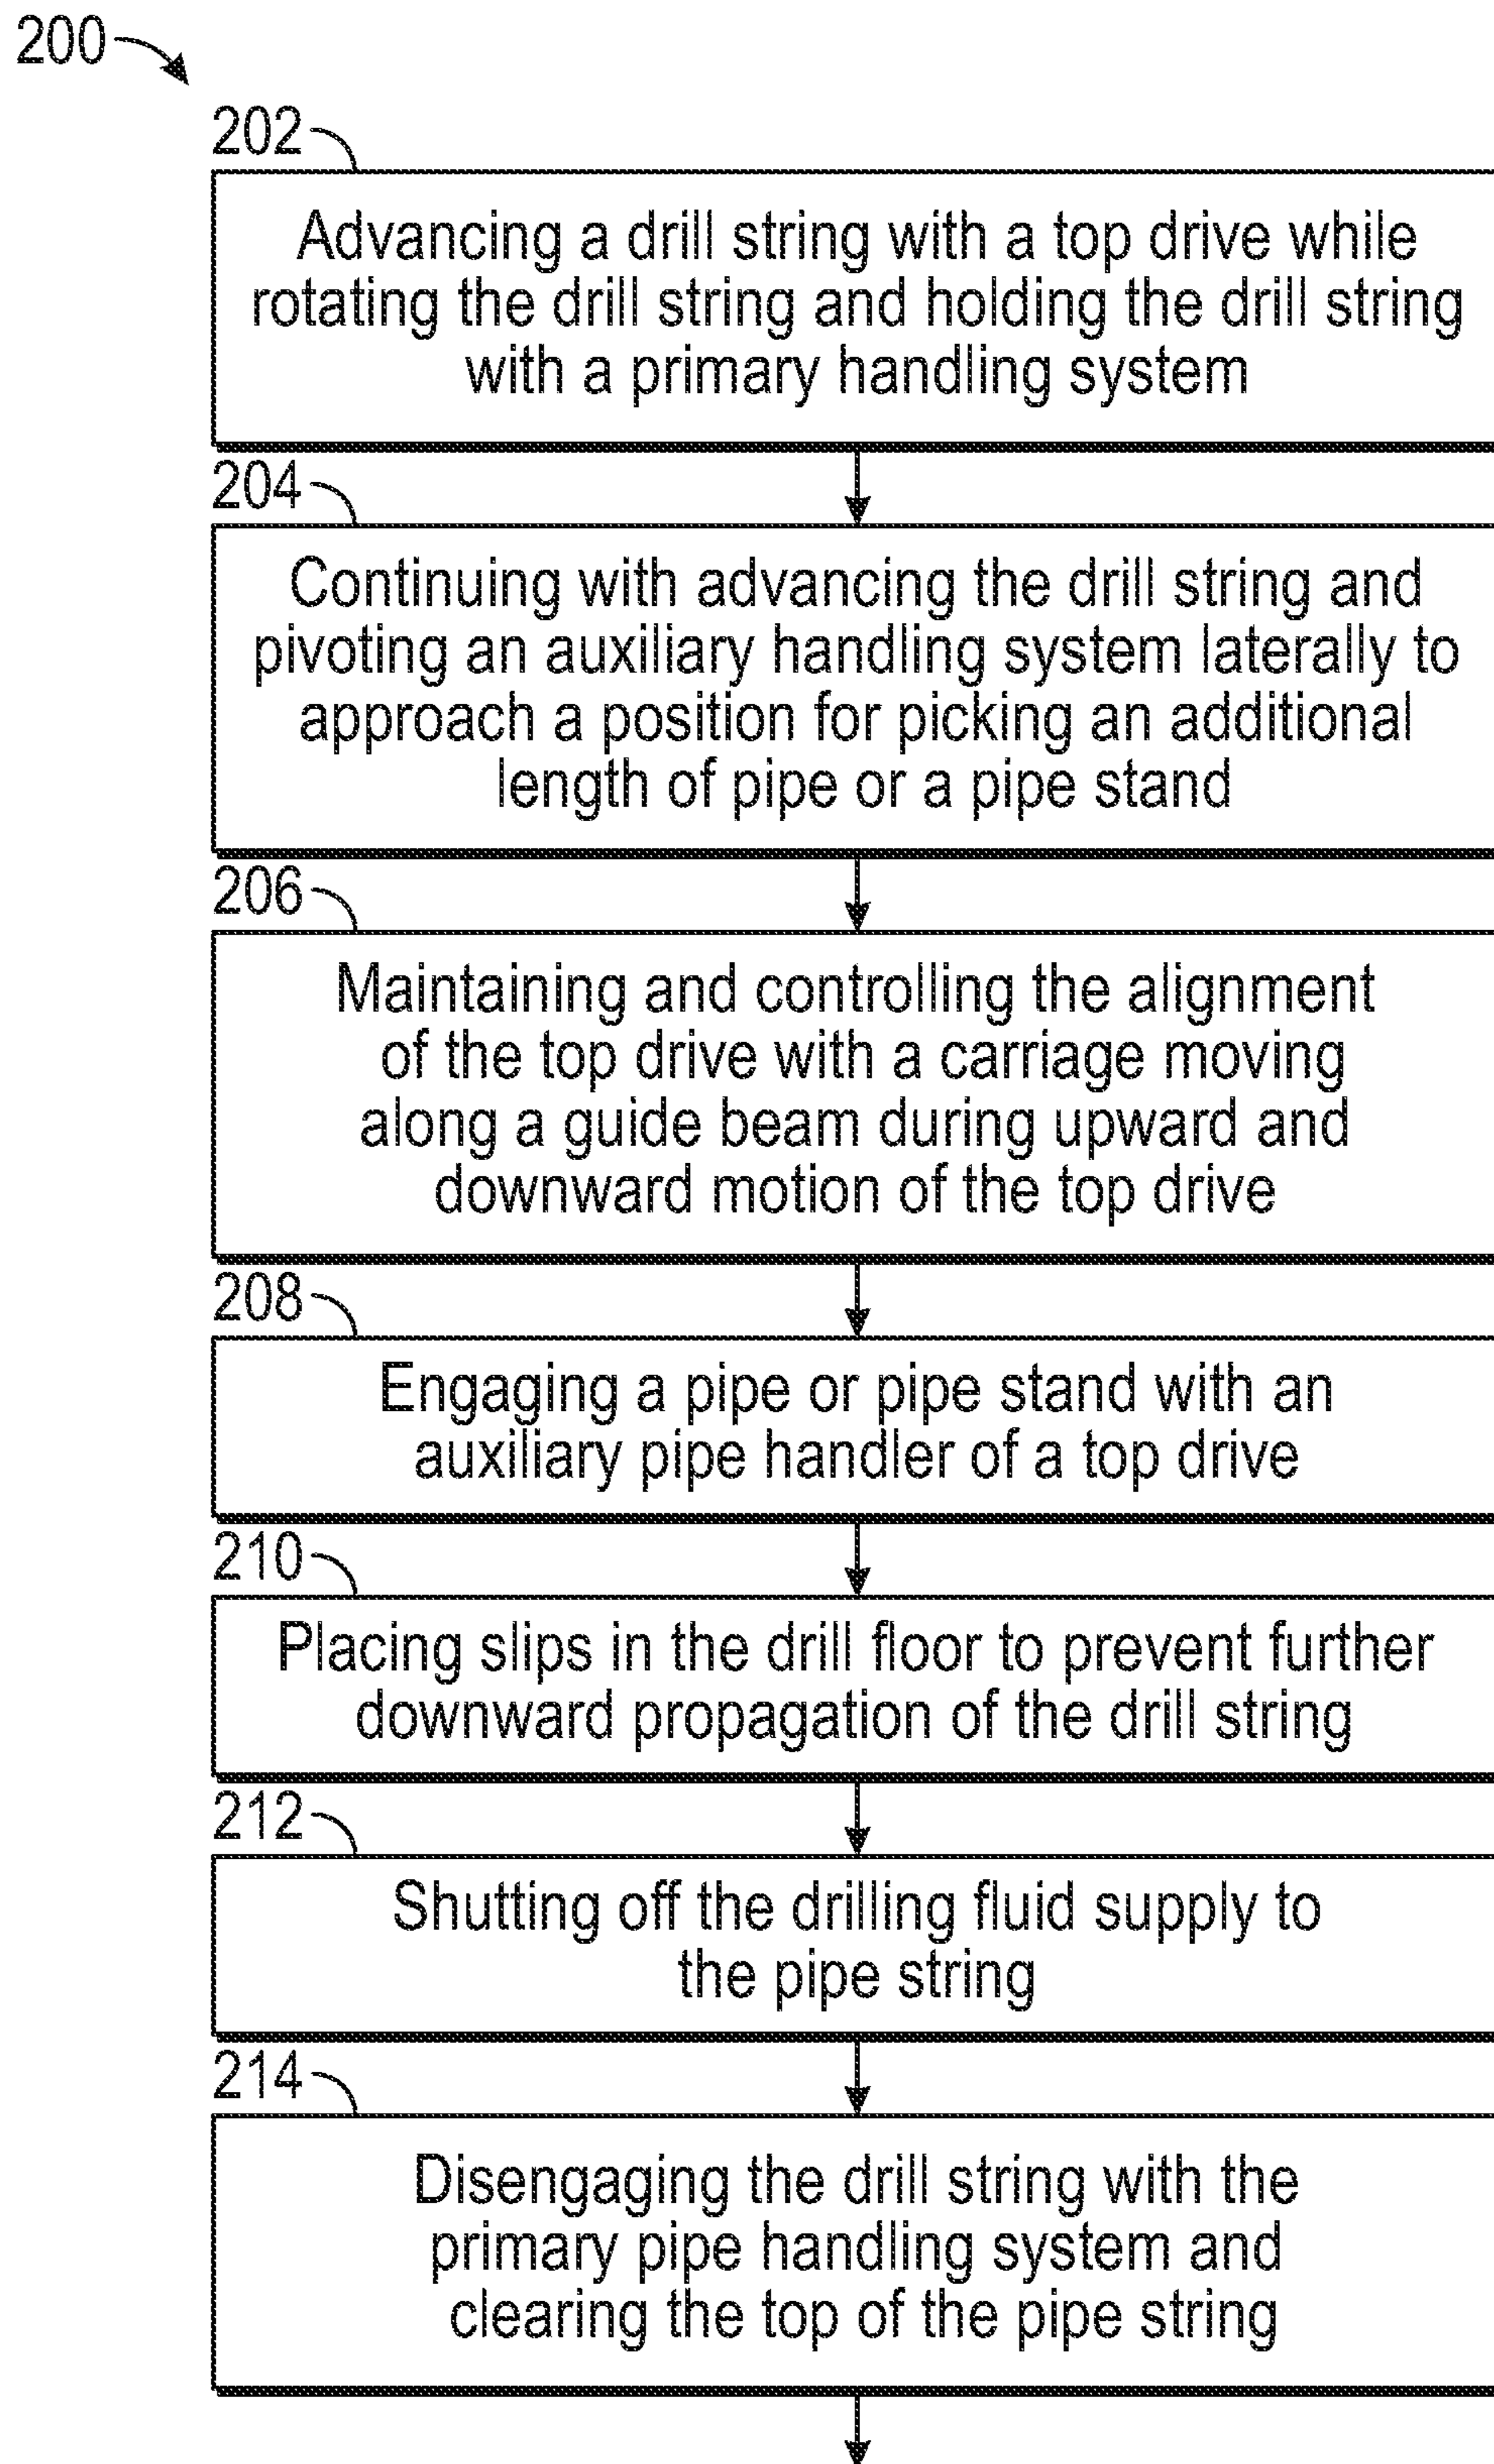 200
202
Advancing a drill string with a top drive while
rotating the drill string and holding the drill string
with a primary handling system
204
Continuing with advancing the drill string and
pivoting an auxiliary handling system laterally to
approach a position for picking an additional
length of pipe or a pipe stand
206
Maintaining and controlling the alignment
of the top drive with a carriage moving
along a guide beam during upward and
downward motion of the top drive
208
Engaging a pipe or pipe stand with an
auxiliary pipe handler of a top drive
210
Placing slips in the drill floor to prevent further
downward propagation of the drill string
212
Shutting off the drilling fluid supply to
the pipe string
214
Disengaging the drill string with the
primary pipe handling system and
clearing the top of the pipe string